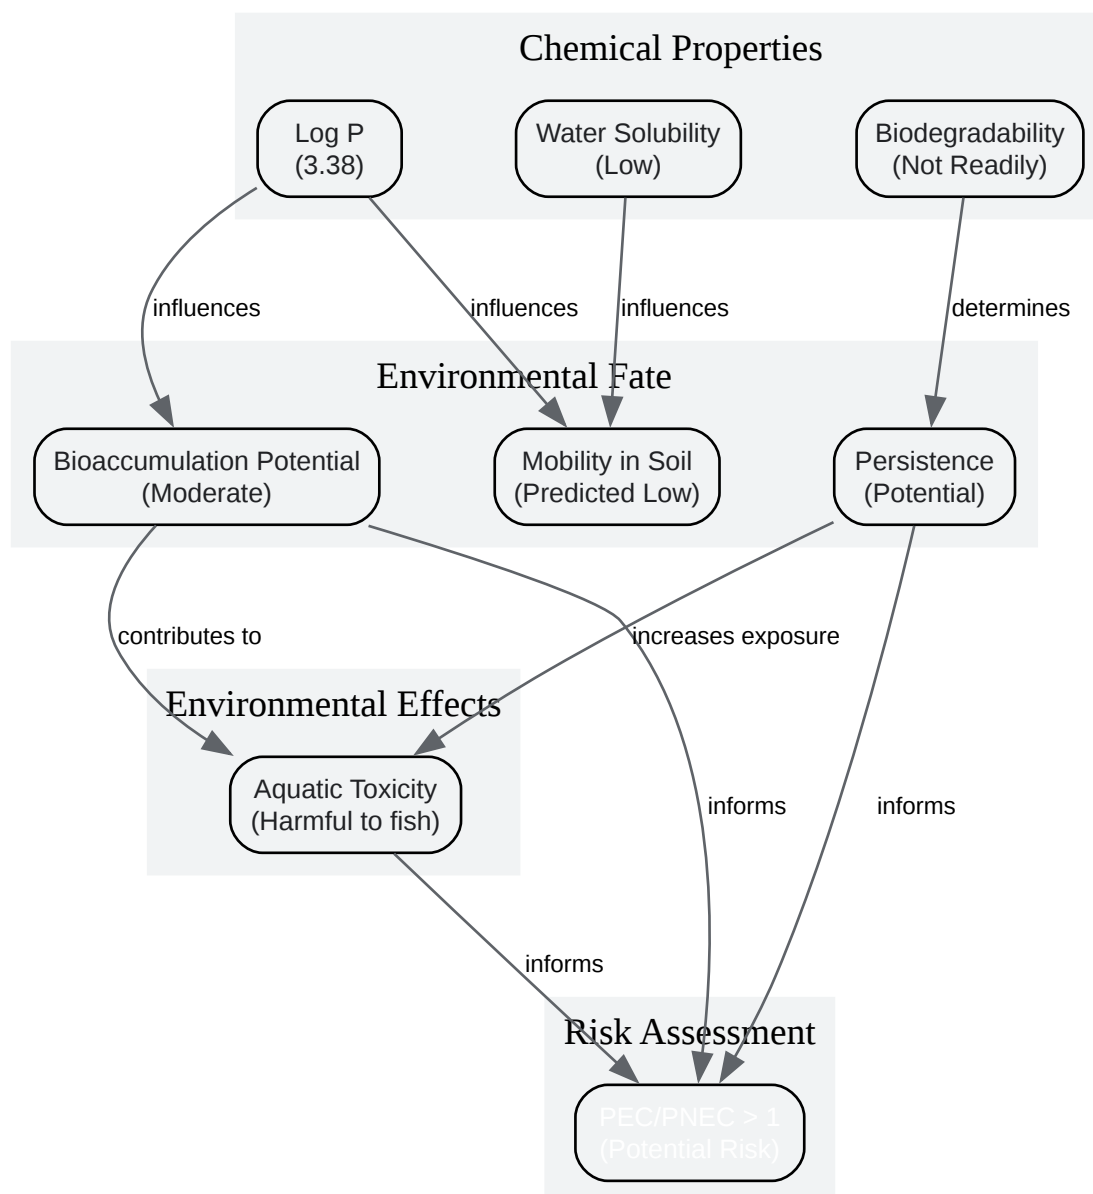 Chemical Properties
Log P
(3.38)
Water Solubility
(Low)
Biodegradability
(Not Readily)
influences
influences
influences
determines
Environmental Fate
Bioaccumulation Potential
(Moderate)
Mobility in Soil
(Predicted Low)
Persistence
(Potential)
contributes to
increases exposure
Environmental Effects
Aquatic Toxicity
(Harmful to fish)
informs
informs
informs
Risk Assessment
PEC/PNEC > 1
(Potential Risk)